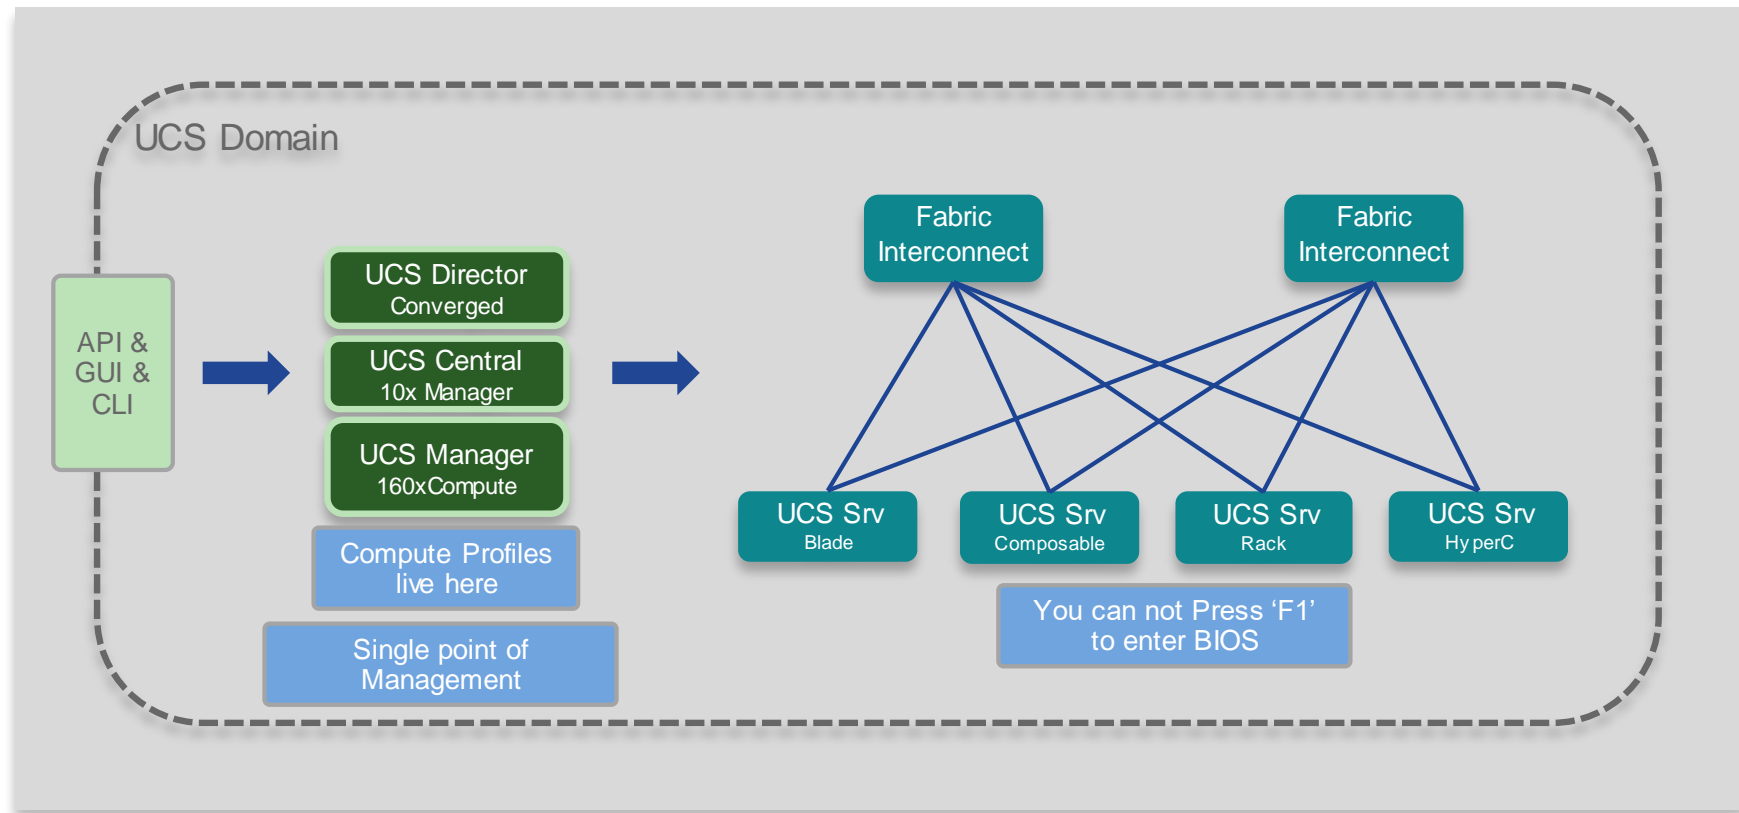 UCS Domain
API &
GUI &
CLI
UCS Director
Converged
UCS Central
10x Manager
UCS Manager
160xCompute
Compute Profiles
live here
Single point of
Management
Fabric
Interconnect
Fabric
Interconnect
UCS Srv
Blade
UCS Srv
Composable
UCS Srv
Rack
UCS Srv
HyperC
You can not Press ‘F1’
to enter BIOS